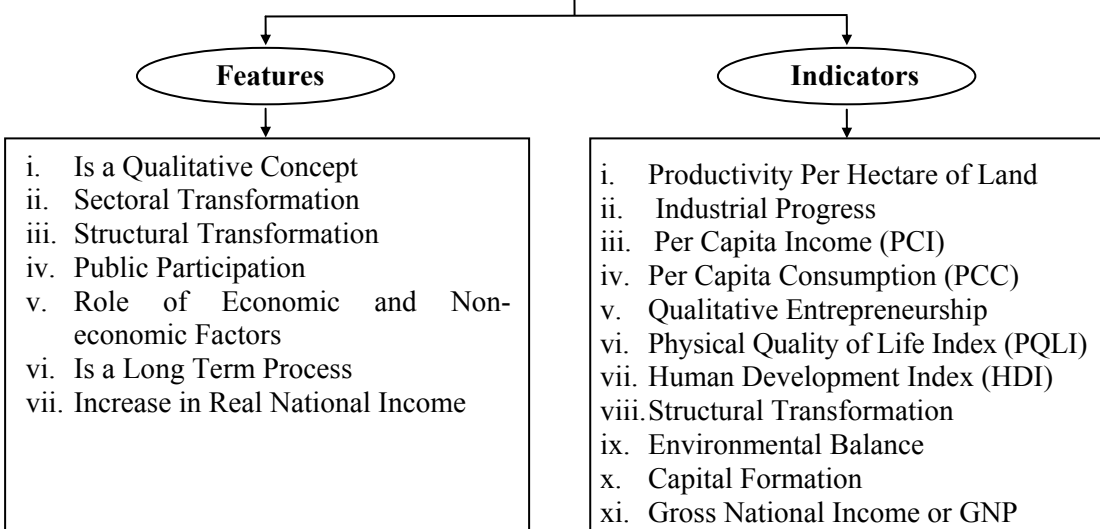 Features
i. Is a Qualitative Concept
ii. Sectoral Transformation
iii. Structural Transformation
iv. Public Participation
v. Role of Economic and Non-
economic Factors
vi. Is a Long Term Process
vii. Increase in Real National Income
Indicators
i. Productivity Per Hectare of Land
ii. Industrial Progress
iii. Per Capita Income (PCI)
iv. Per Capita Consumption (PCC)
v. Qualitative Entrepreneurship
vi. Physical Quality of Life Index (PQLI)
vii. Human Development Index (HDI)
viii. Structural Transformation
ix. Environmental Balance
x. Capital Formation
xi. Gross National Income or GNP